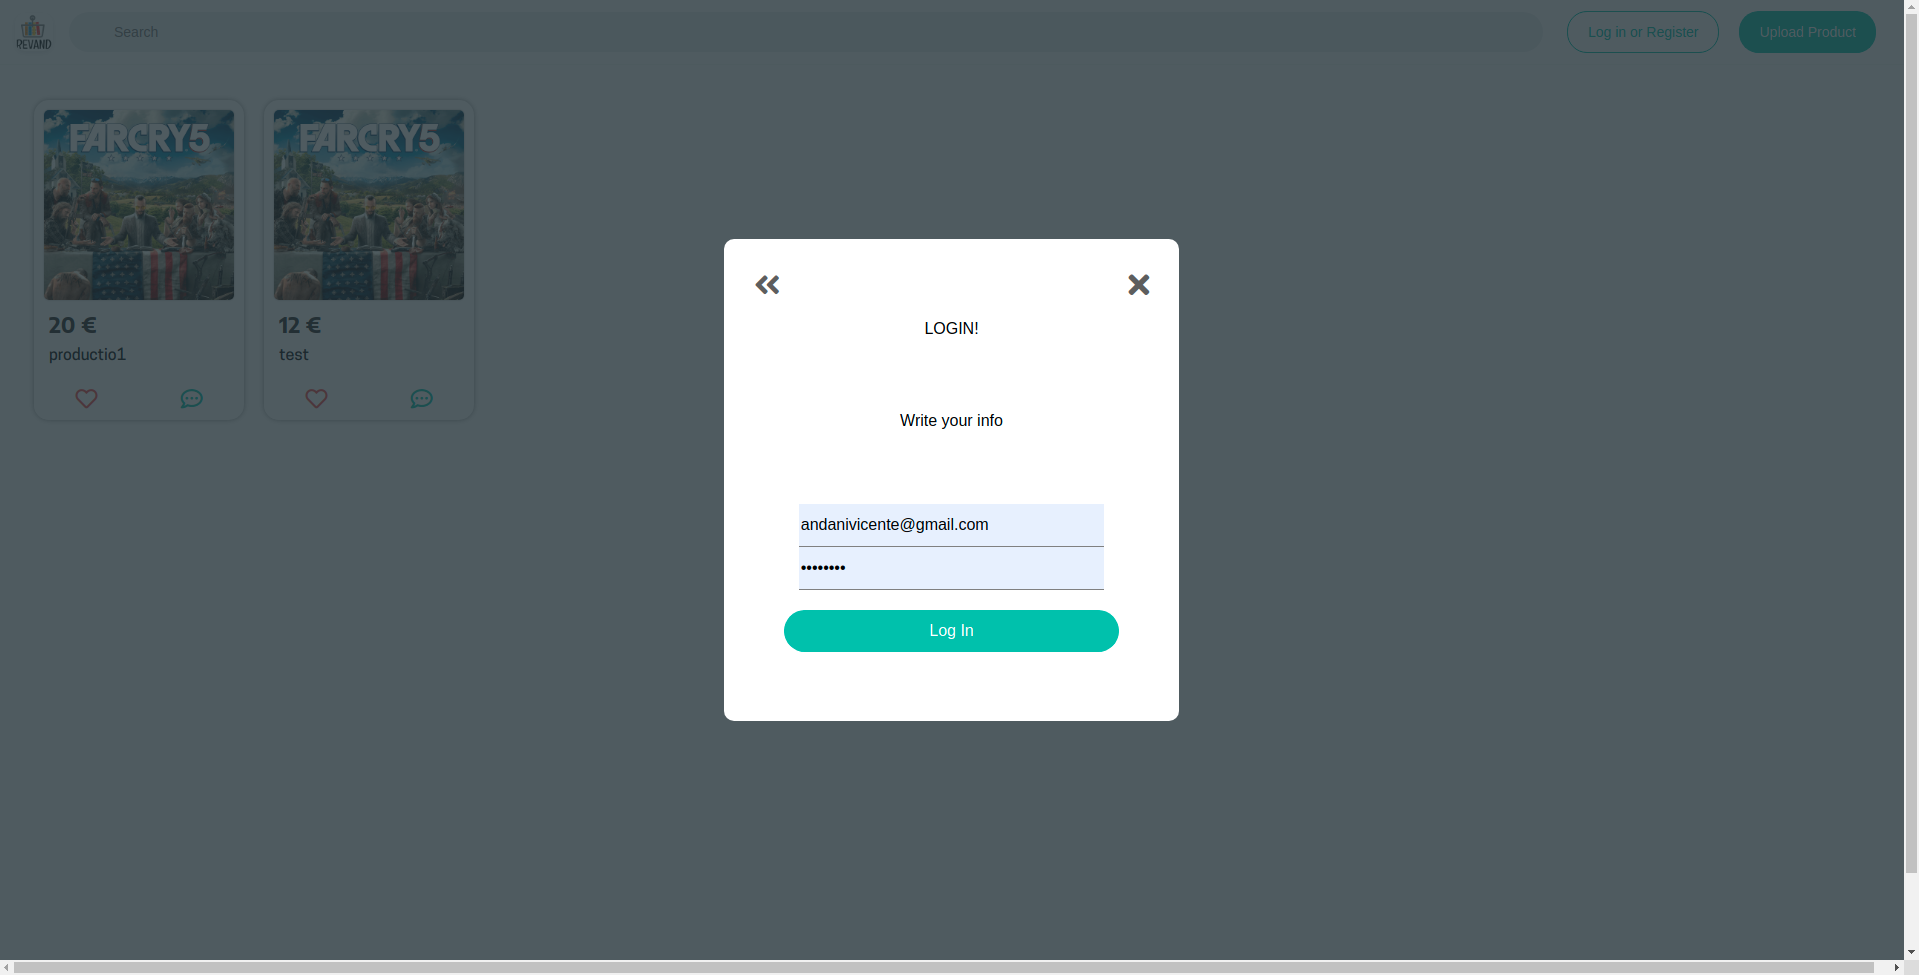 REVAND
Search
Log in or Register
Upload Product
FARCRY5
FARCRY5
20 €
productio1
12 €
test
LOGIN!
Write your info
andanivicente@gmail.com
••••••••
Log In